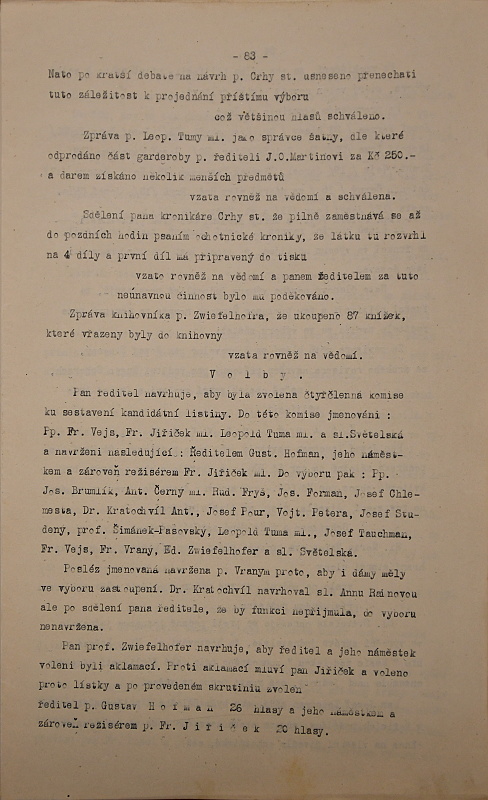 - 83 -
Nato po kratší debatě na návrh p. Crhy st. usneseno přenechati
tuto záležitost k projednání příštímu výboru
což většinou hlasů schváleno.
Zpráva p. Leop. Tumy ml. jako správce šatny, dle které
odprodáno část garderoby p. řediteli J.O.Martinovi za Kč 250.-
a darem získáno několik menších předmětů
vzata rovněž na vědomí a schválena.
Sdělení pana kronikáře Crhy st. že pilně zaměstnává se až
do pozdních hodin psaním ochotnické kroniky, že látku tu rozvrhl
na 4 díly a první díl má připravený do tisku
vzato rovněž na vědomí a panem ředitelem za tuto
neúnavnou činnost bylo mu poděkováno.
Zpráva knihovníka p. Zwiefelhofra, že ukoupeno 87 knížek,
které vřazeny byly do knihovny
vzata rovněž na vědomí.
V o l b y .
Pan ředitel navrhuje, aby byla zvolena čtyřčlenná komise
ku sestavení kandidátní listiny. Do této komise jmenováni :
Pp. Fr. Vejs, Fr. Jiřiček ml. Leopold Tuma ml. a sl.Světelská
a navrženi následující : Ředitelem Gust. Hofman, jeho náměst-
kem a zároveň režisérem Fr. Jiřiček ml. Do výboru pak : Pp.
Jos. Brumlík, Ant. Černý ml. Rud. Fryš, Jos. Forman, Josef Chle-
mesta, Dr. Kratochvíl Ant., Josef Pour, Vojt. Petera, Josef Stu-
dený, prof. Šimánek-Pašovský, Leopold Tuma ml., Josef Tauchman,
Fr. Vejs, Fr. Vraný, Ed. Zwiefelhofer a sl. Světelská.
Posléz jmenovaná navržena p. Vraným proto, aby i dámy měly
ve výboru zastoupení. Dr. Kratochvíl navrhoval sl. Annu Rainovou
ale po sdělení pana ředitele, že by funkci nepřijmula, do výboru
nenavržena.
Pan prof. Zwiefelhofer navrhuje, aby ředitel a jeho náměstek
voleni byli aklamací. Proti aklamaci mluví pan Jiřiček a voleno
proto lístky a po provedeném skrutiniu zvolen
ředitel p. Gustav H o f m a n 26 hlasy a jeho náměstkem a
zároveň režisérem p. Fr. J i ř i č e k 20 hlasy.